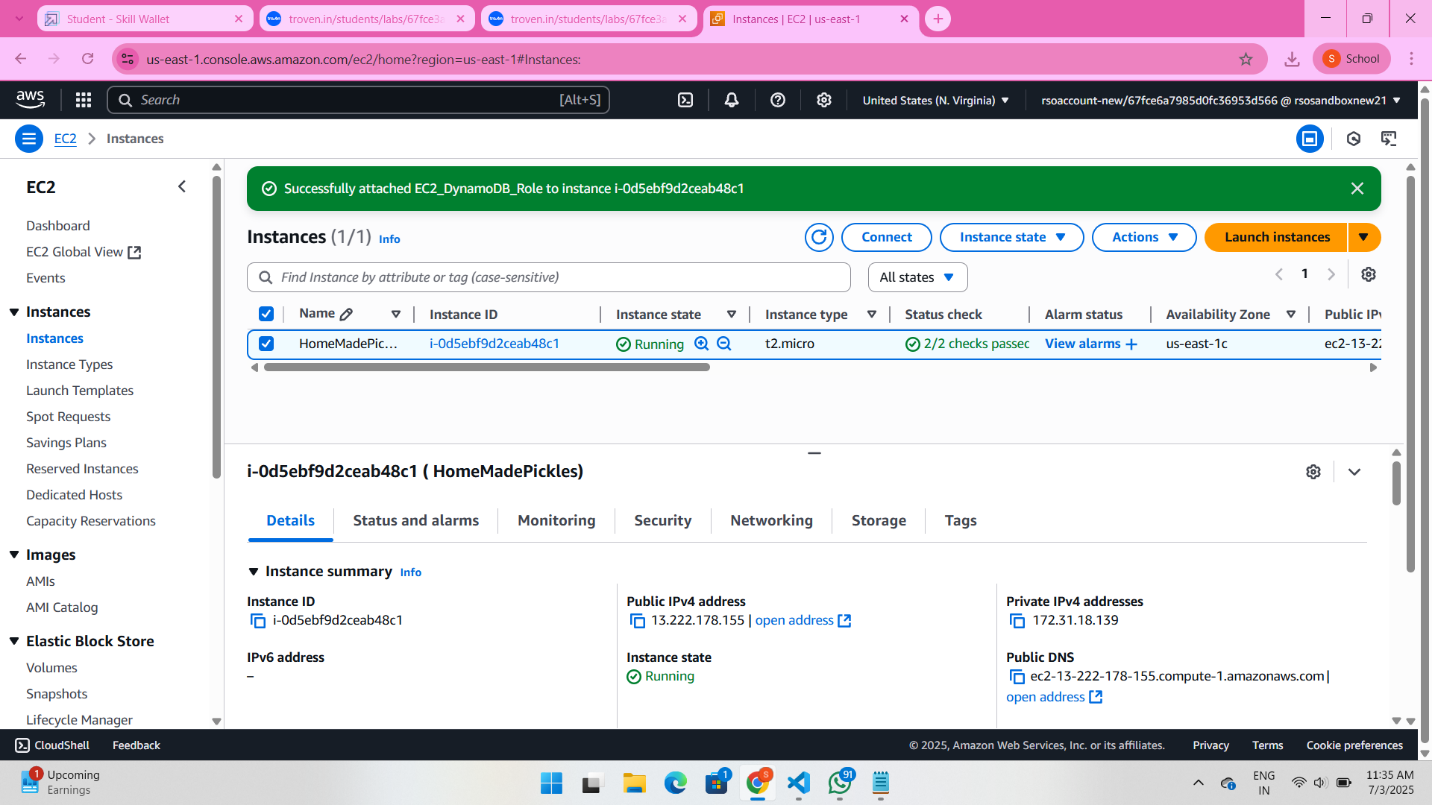 Student - Skill Wallet
troven.in/students/labs/67fce3a
troven.in/students/labs/67fce3a
Instances | EC2 | us-east-1
us-east-1.console.aws.amazon.com/ec2/home?region=us-east-1#Instances:
S School
aws
Search [Alt+S]
United States (N. Virginia)
rsoaccount-new/67fce6a7985d0fc36953d566 @ rsosandboxnew21
EC2 > Instances
EC2
Dashboard
EC2 Global View
Events
Instances
Instances
Instance Types
Launch Templates
Spot Requests
Savings Plans
Reserved Instances
Dedicated Hosts
Capacity Reservations
Images
AMIs
AMI Catalog
Elastic Block Store
Volumes
Snapshots
Lifecycle Manager
Successfully attached EC2_DynamoDB_Role to instance i-0d5ebf9d2ceab48c1
Instances (1/1) Info
Connect
Instance state
Actions
Launch instances
Find Instance by attribute or tag (case-sensitive)
All states
1
Name Instance ID Instance state Instance type Status check Alarm status Availability Zone Public IPv
HomeMadePic... i-0d5ebf9d2ceab48c1 Running t2.micro 2/2 checks passed View alarms + us-east-1c ec2-13-22
i-0d5ebf9d2ceab48c1 ( HomeMadePickles)
Details Status and alarms Monitoring Security Networking Storage Tags
Instance summary Info
Instance ID
i-0d5ebf9d2ceab48c1
Public IPv4 address
13.222.178.155 | open address
Private IPv4 addresses
172.31.18.139
IPv6 address
–
Instance state
Running
Public DNS
ec2-13-222-178-155.compute-1.amazonaws.com |
open address
CloudShell Feedback
© 2025, Amazon Web Services, Inc. or its affiliates. Privacy Terms Cookie preferences
1
Upcoming
Earnings
1
S
91
ENG
IN
11:35 AM
7/3/2025